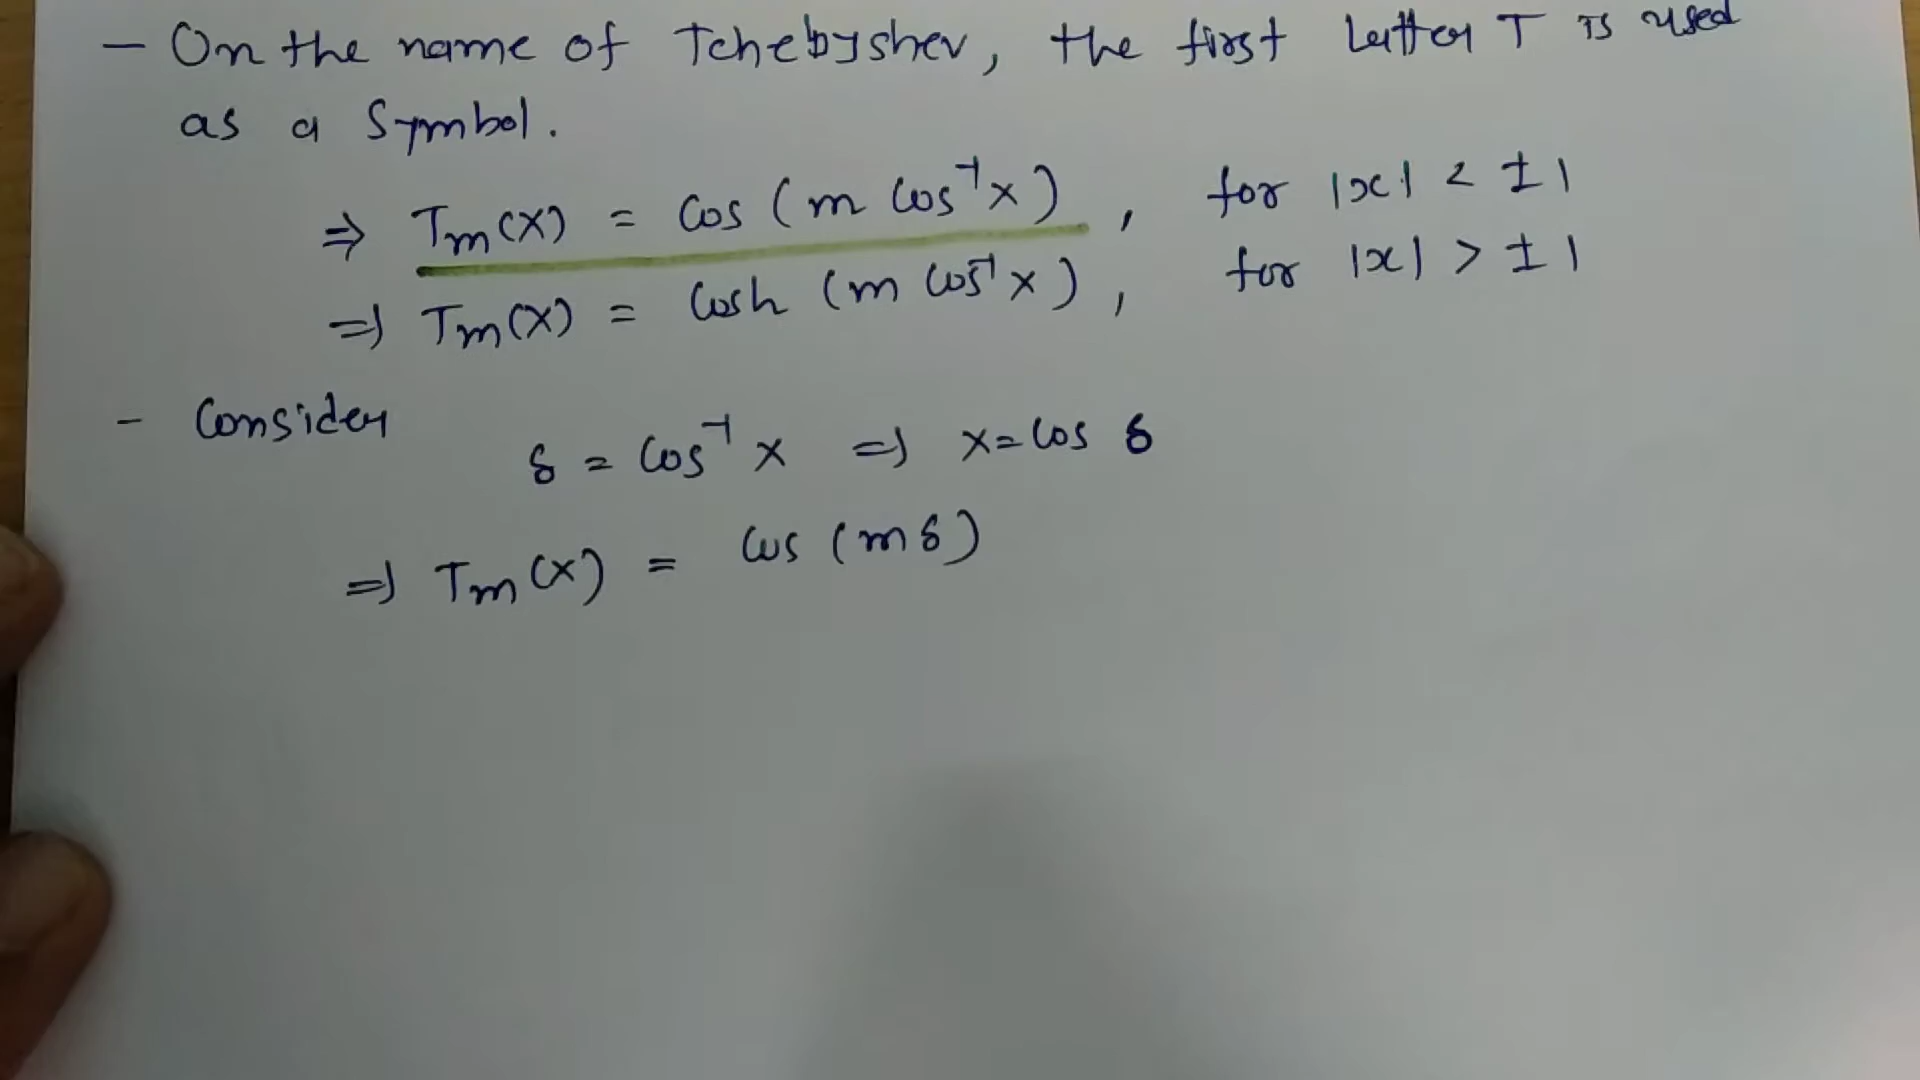 - On the name of Tchebyshev, the first letter T is used
as a symbol.
⇒ Tm(x) = Cos (m Cos⁻¹x) , for |x| < ±1
⇒ Tm(x) = Cosh (m Cos⁻¹x) , for |x| > ±1
- Consider
δ = Cos⁻¹ x ⇒ x = Cos δ
⇒ Tm(x) = Cos (mδ)